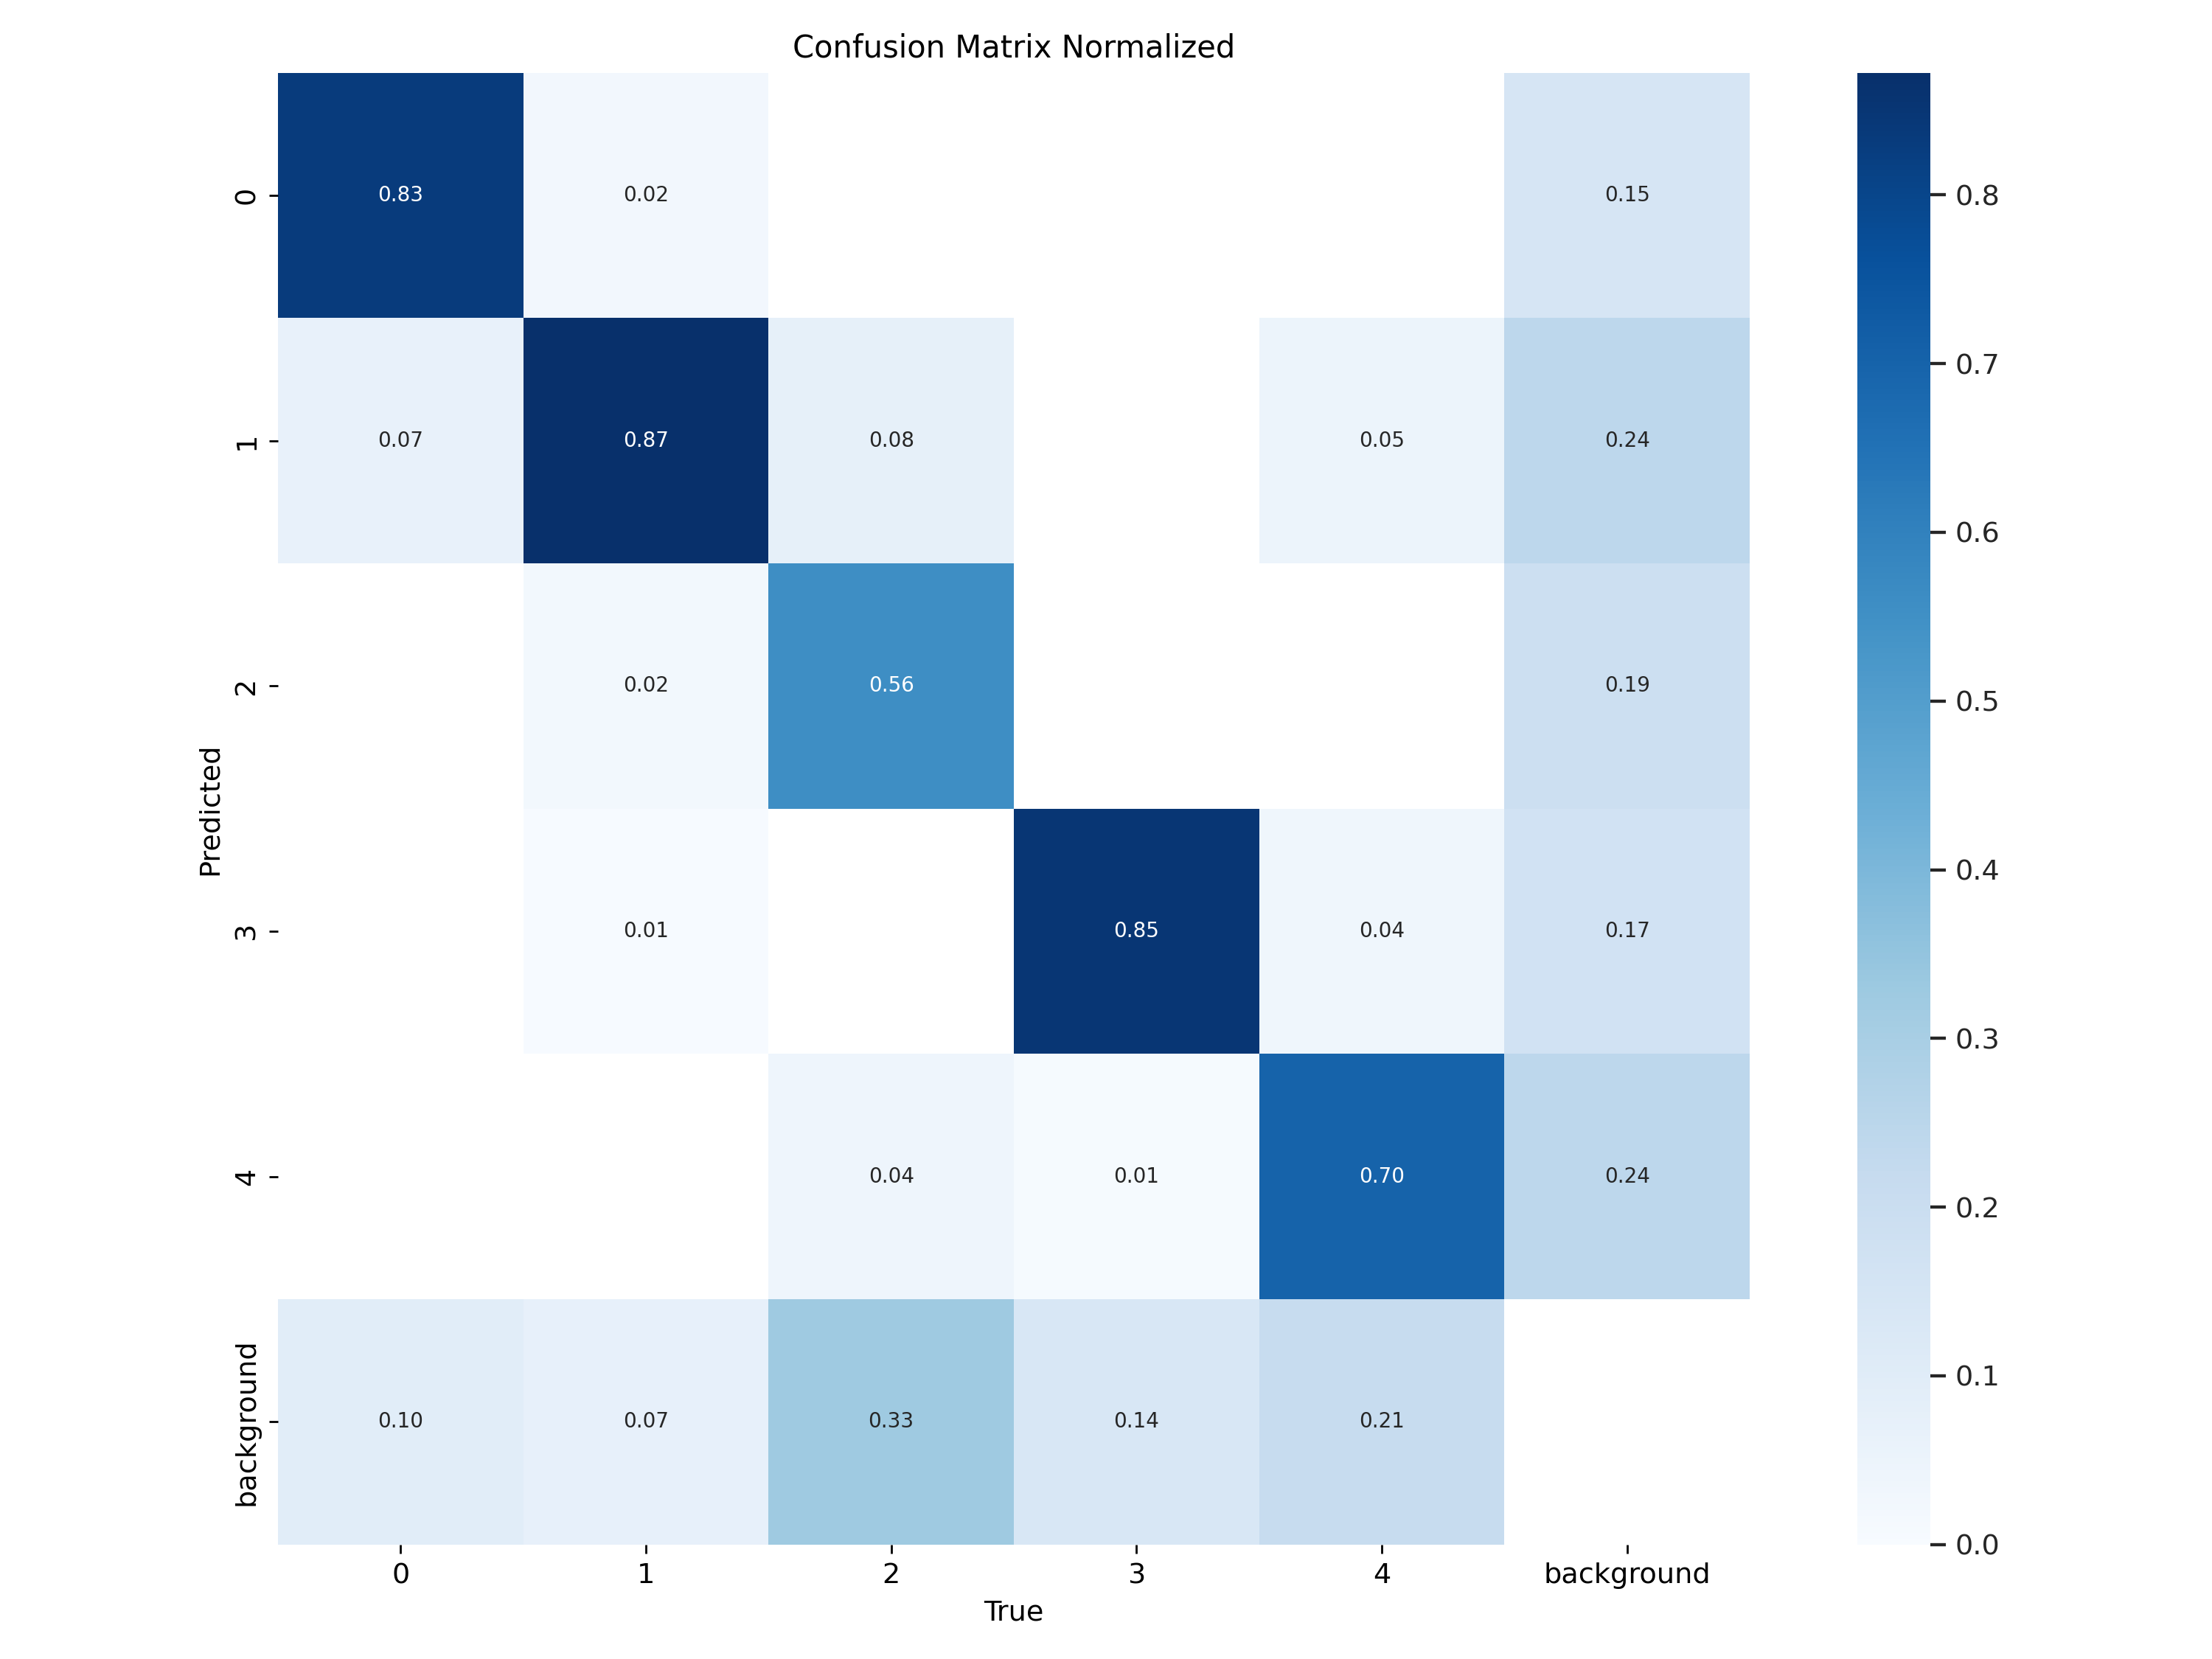 Confusion Matrix Normalized
0 0.83 0.02 0.15
1 0.07 0.87 0.08 0.05 0.24
2 0.02 0.56 0.19
3 0.01 0.85 0.04 0.17
4 0.04 0.01 0.70 0.24
background 0.10 0.07 0.33 0.14 0.21
0 1 2 3 4 background
True
Predicted
0.8
0.7
0.6
0.5
0.4
0.3
0.2
0.1
0.0